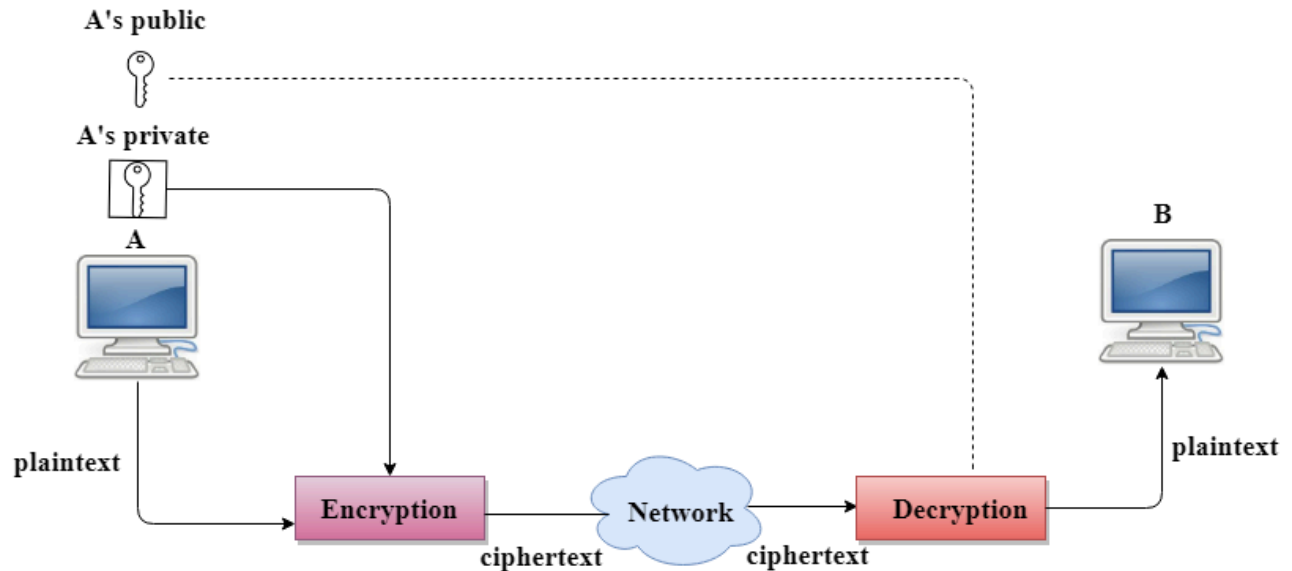 A's public
A's private
A
B
plaintext
plaintext
Encryption
Network
Decryption
ciphertext
ciphertext